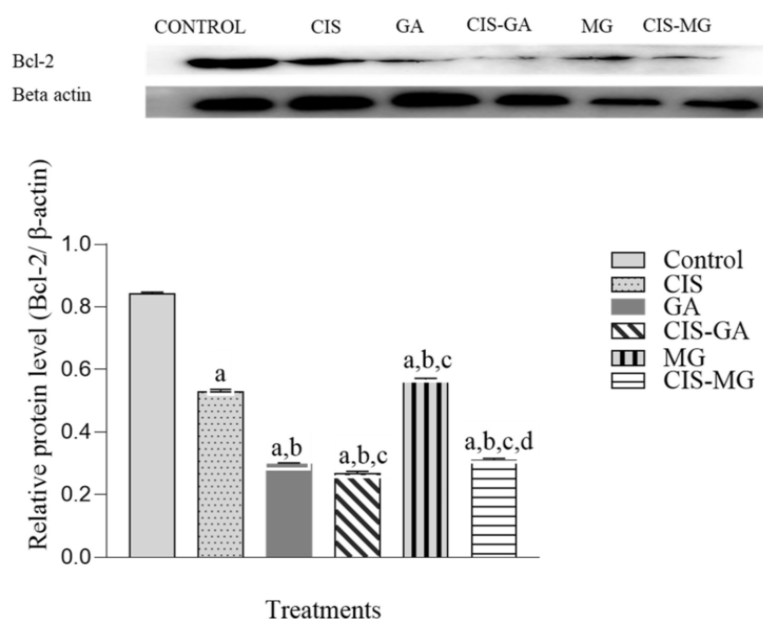 CONTROL CIS GA CIS-GA MG CIS-MG
Bcl-2
Beta actin
Relative protein level (Bcl-2/ β-actin)
1.0
0.8
0.6
0.4
0.2
0.0
a
a,b
a,b,c
a,b,c
a,b,c,d
Treatments
Control
CIS
GA
CIS-GA
MG
CIS-MG